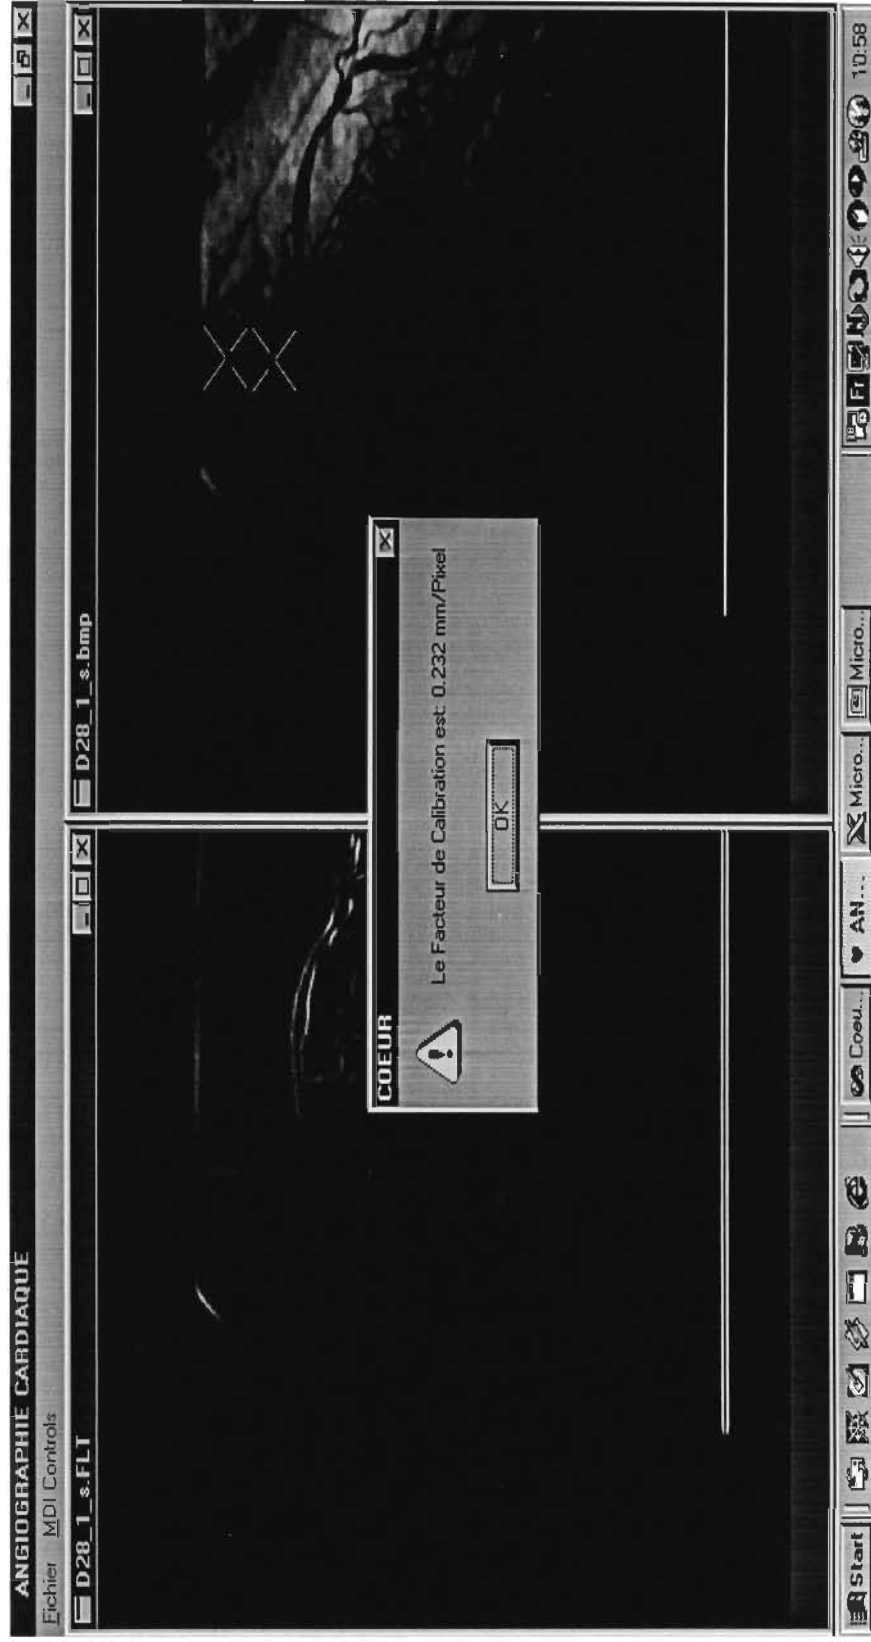 ANGIOGRAPHIE CARDIAQUE
Fichier MDI Controls
D28_1_s.FLT
D28_1_s.bmp
COEUR
Le Facteur de Calibration est: 0.232 mm/Pixel
OK
Start
Coeu...
AN...
Micro...
Micro...
Fr
10:58